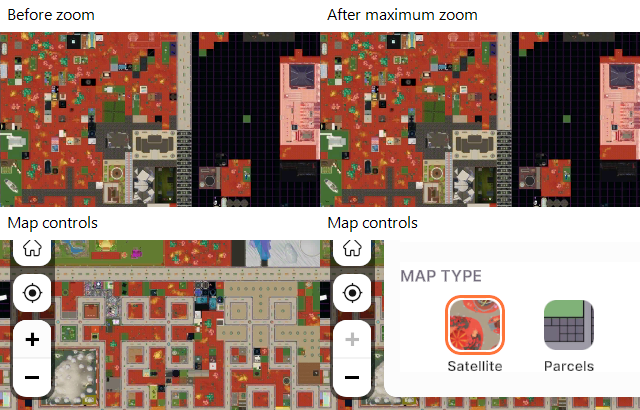 Before zoom
After maximum zoom
Map controls
Map controls
MAP TYPE
Satellite
Parcels